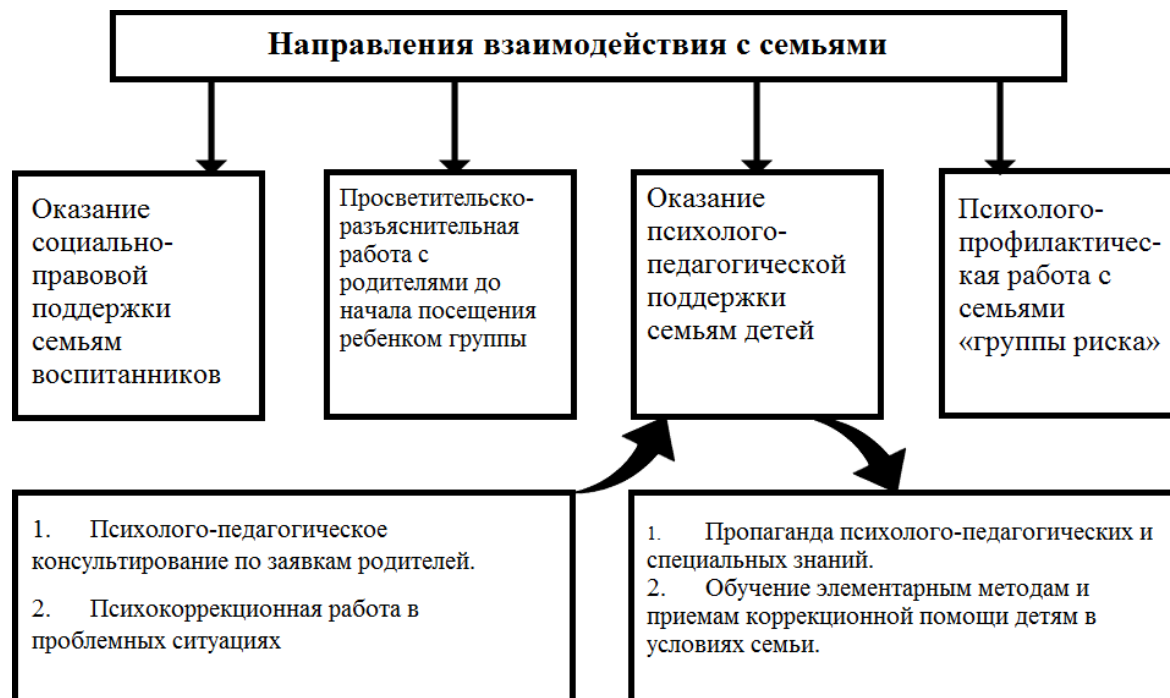 Направления взаимодействия с семьями
Оказание
социально-
правовой
поддержки
семьям
воспитанников
Просветительско-
разъяснительная
работа с
родителями до
начала посещения
ребенком группы
Оказание
психолого-
педагогической
поддержки
семьям детей
Психолого-
профилактичес-
кая работа с
семьями
«группы риска»
1. Психолого-педагогическое
консультирование по заявкам родителей.
2. Психокоррекционная работа в
проблемных ситуациях
1. Пропаганда психолого-педагогических и
специальных знаний.
2. Обучение элементарным методам и
приемам коррекционной помощи детям в
условиях семьи.